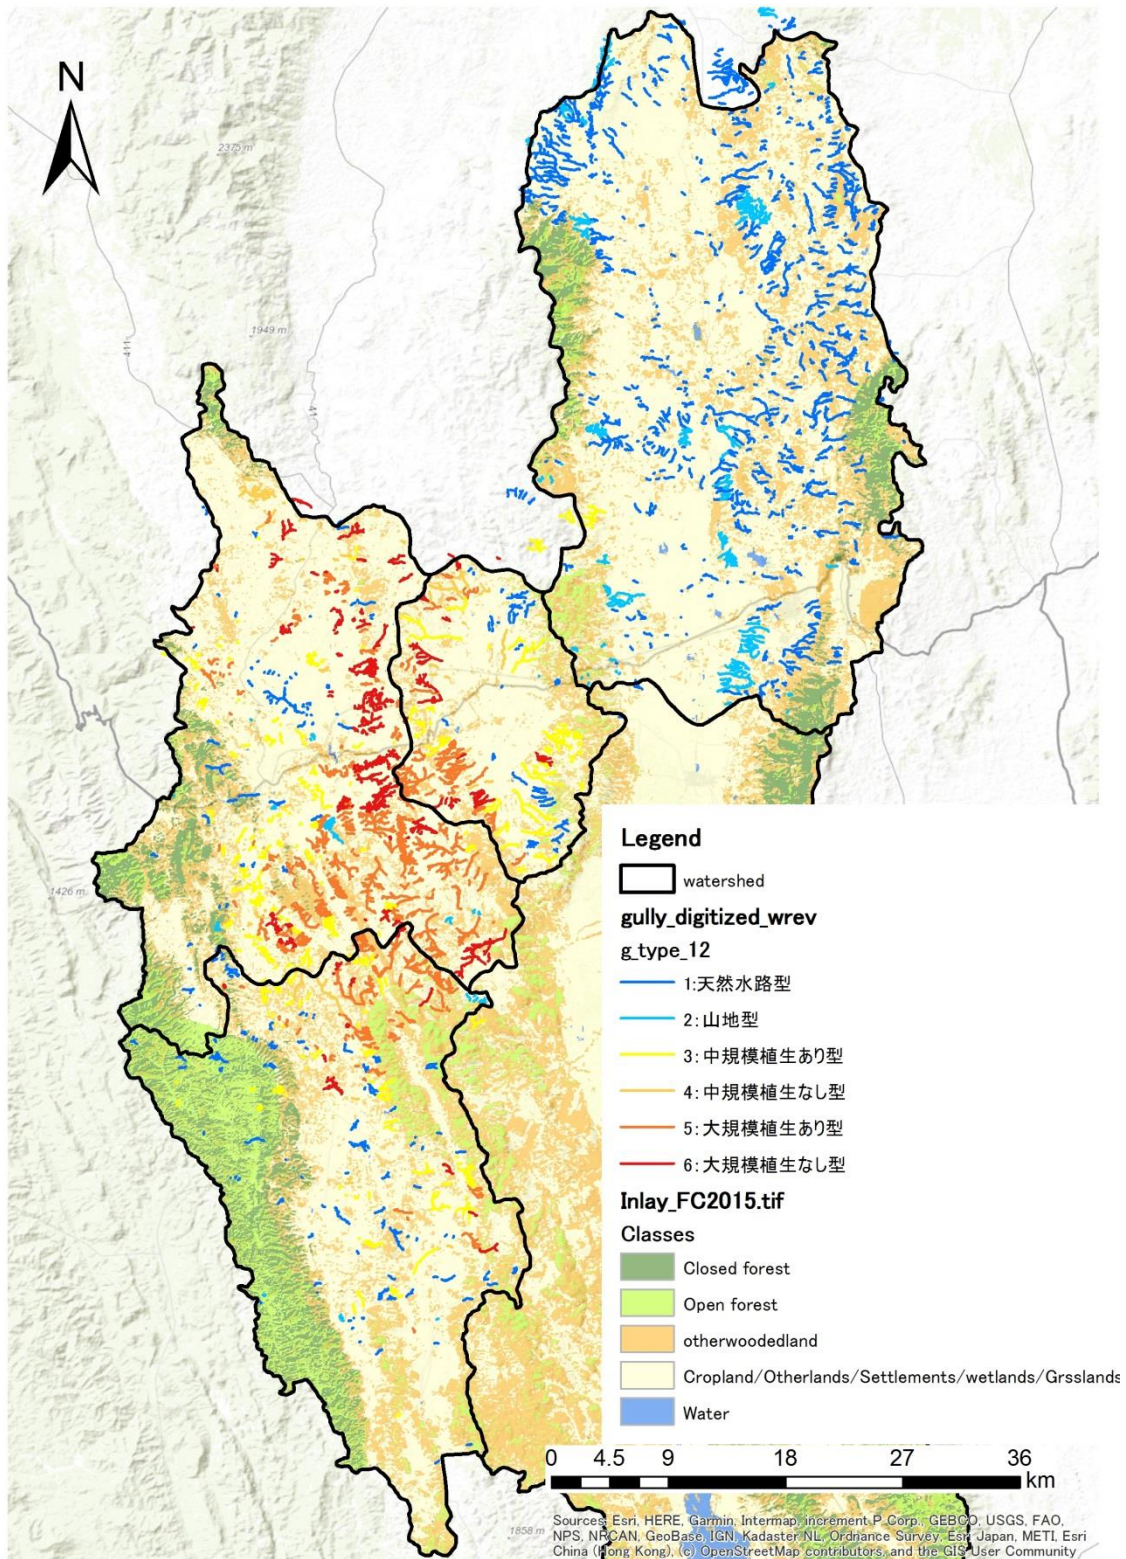 N
2375 m
1949 m
411
41
1426 m
Legend
watershed
gully_digitized_wrev
g_type_12
1:天然水路型
2:山地型
3:中規模植生あり型
4:中規模植生なし型
5:大規模植生あり型
6:大規模植生なし型
Inlay_FC2015.tif
Classes
Closed forest
Open forest
otherwoodedland
Cropland/Otherlands/Settlements/wetlands/Grsslands
Water
0 4.5 9 18 27 36
km
1858 m
Sources: Esri, HERE, Garmin, Intermap, increment P Corp., GEBCO, USGS, FAO,
NPS, NRCAN, GeoBase, IGN, Kadaster NL, Ordnance Survey, Esri Japan, METI, Esri
China (Hong Kong), (c) OpenStreetMap contributors, and the GIS User Community